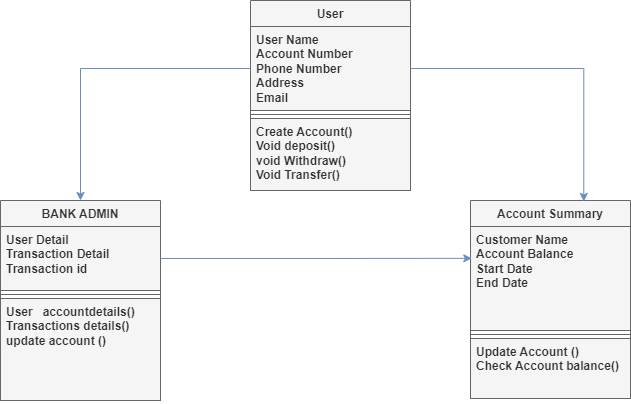 User
User Name
Account Number
Phone Number
Address
Email
Create Account()
Void deposit()
void Withdraw()
Void Transfer()
BANK ADMIN
User Detail
Transaction Detail
Transaction id
User accountdetails()
Transactions details()
update account ()
Account Summary
Customer Name
Account Balance
Start Date
End Date
Update Account ()
Check Account balance()